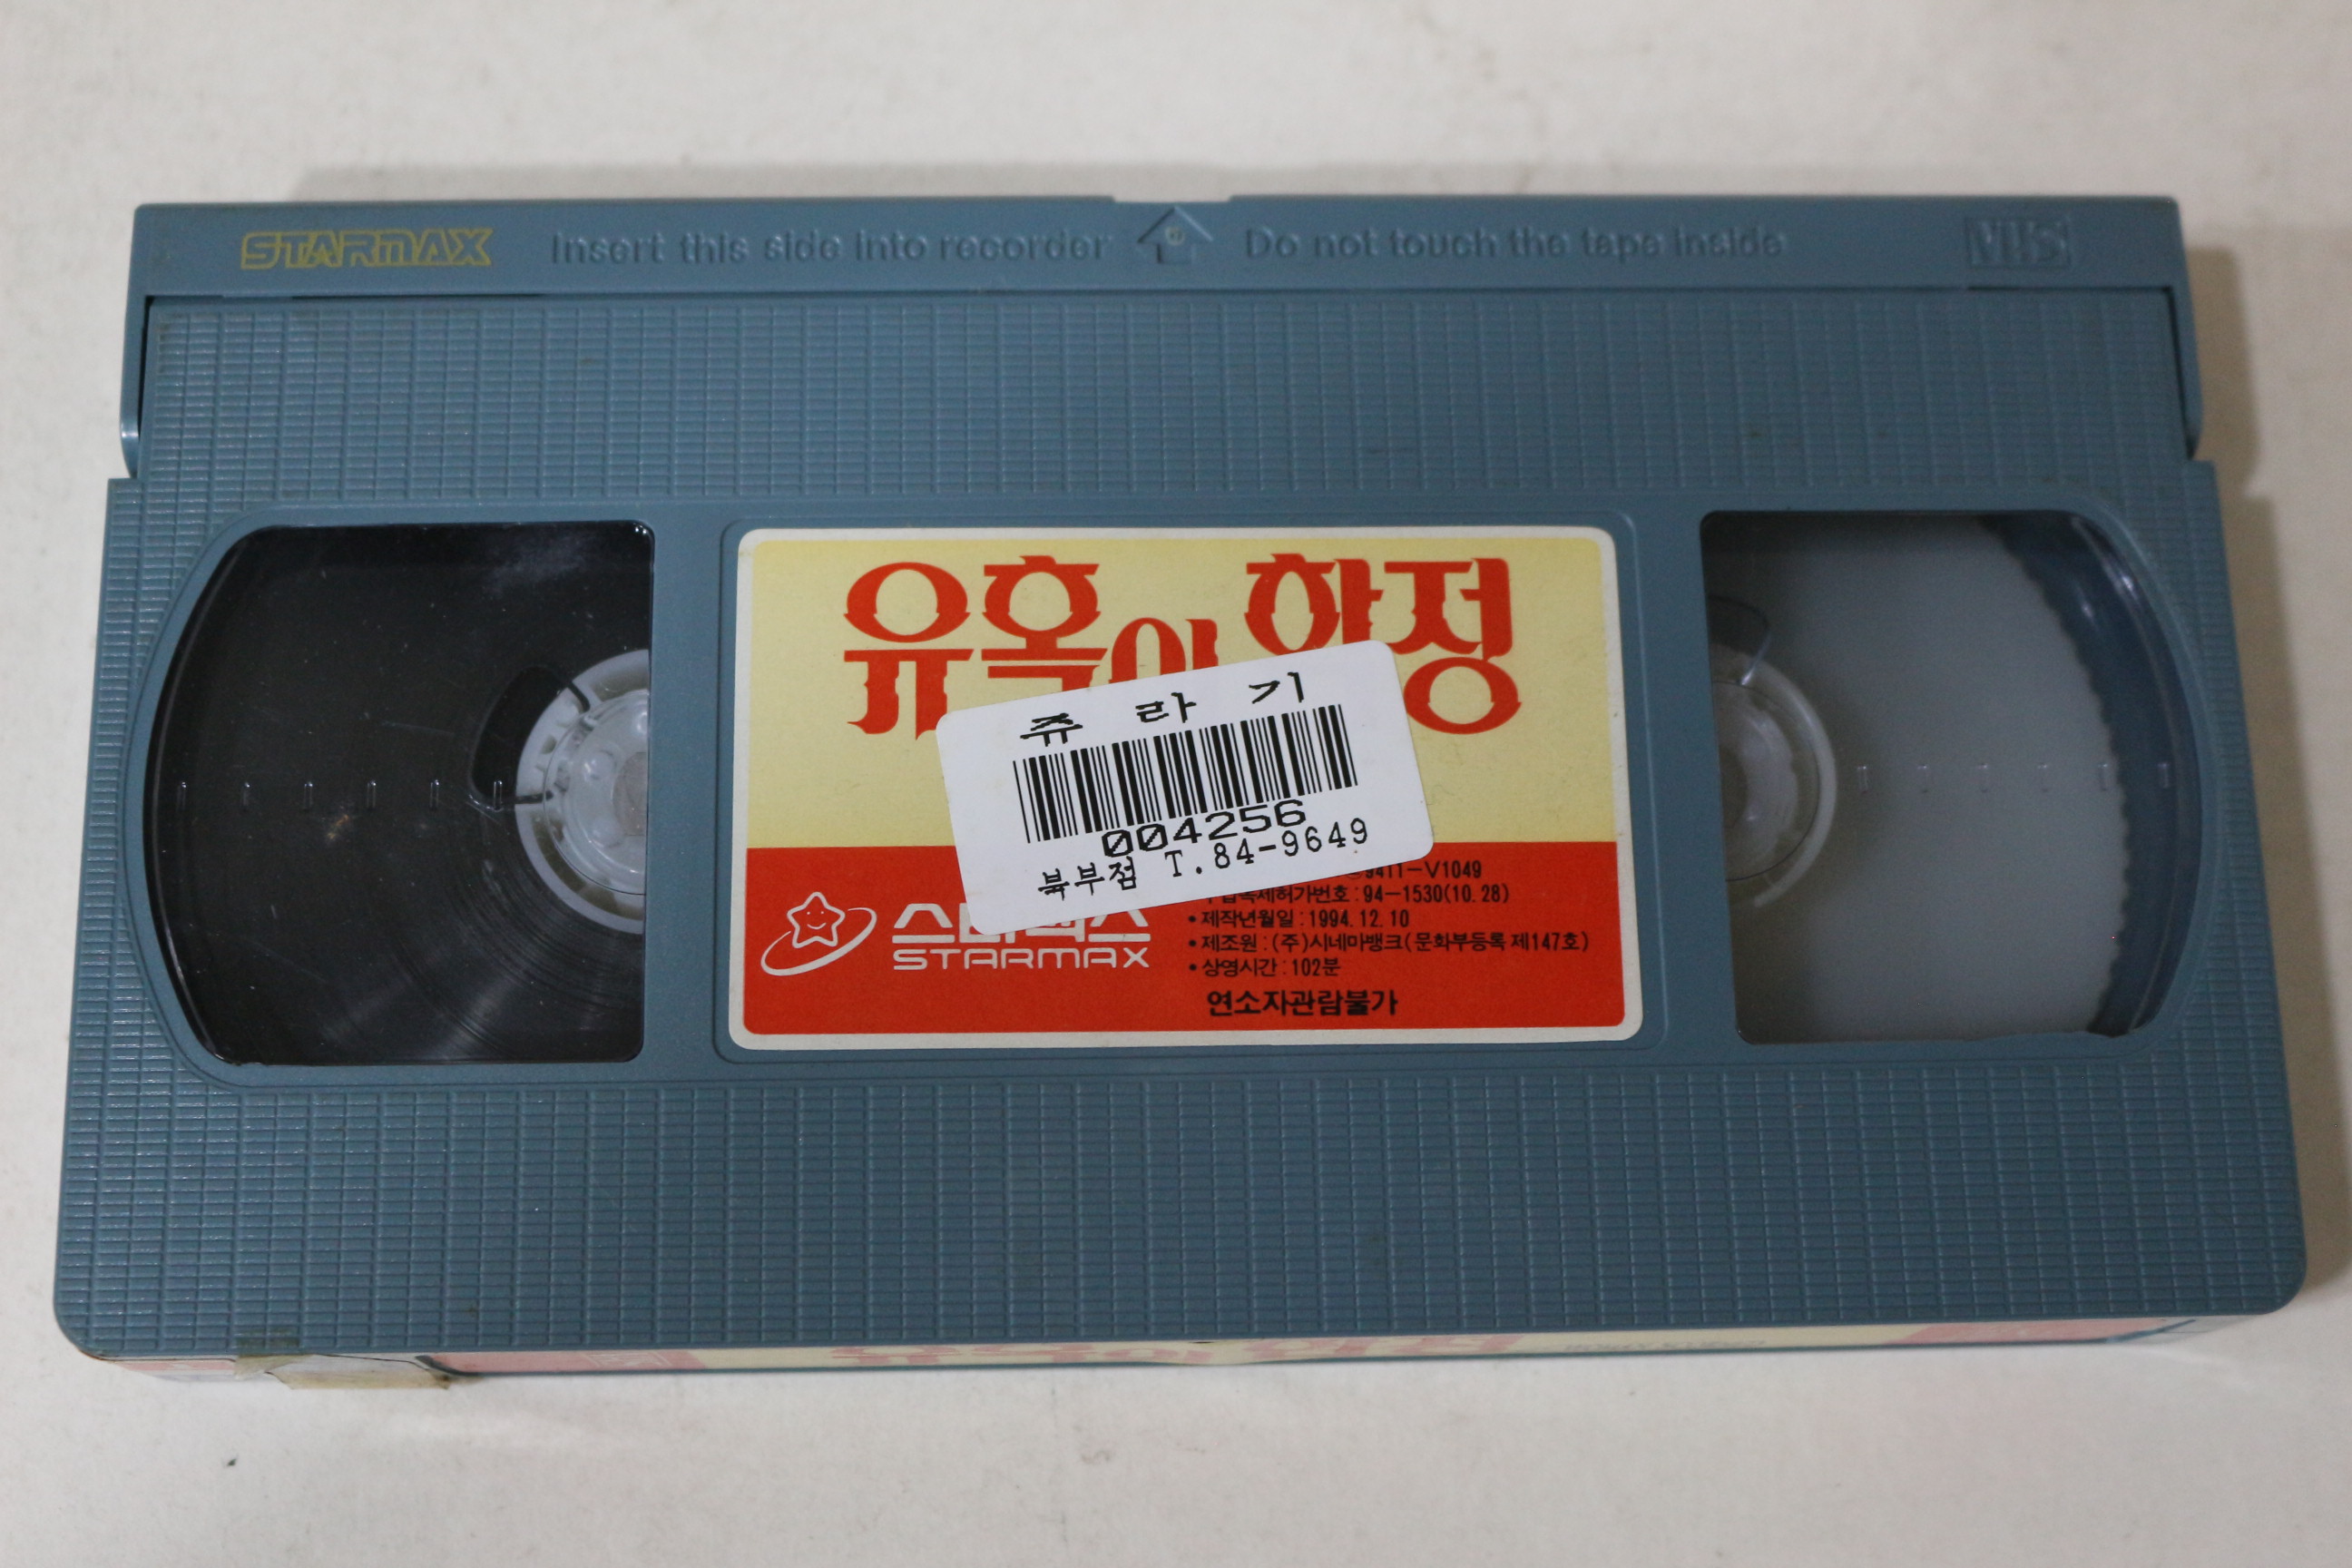 STARMAX Insert this side into recorder Do not touch the tape inside VHS
유혹의 함정
쥬라기
004256
북부점 T.84-9649
9411-V1049
94-1530(10.28)
• 제작년월일 : 1994.12.10
• 제조원 : (주)시네마뱅크(문화부등록 제147호)
• 상영시간 : 102분
연소자관람불가
스타맥스
STARMAX